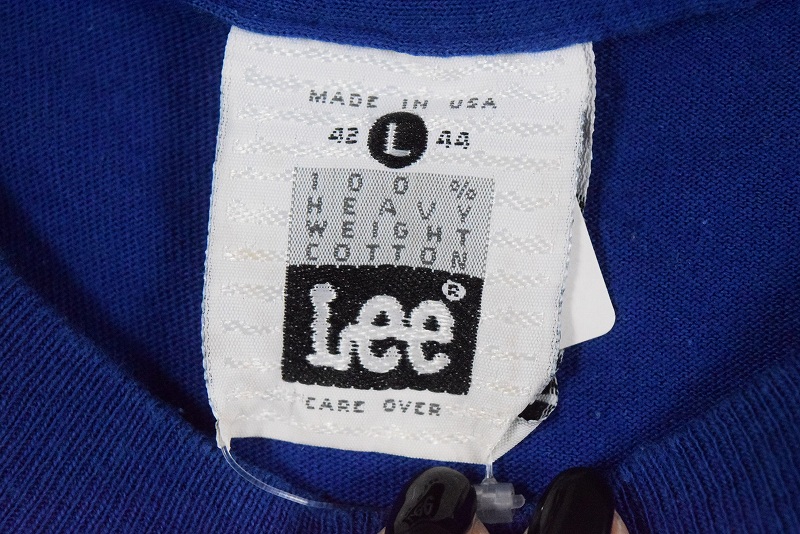 MADE IN USA
42 L 44
100%
HEAVY
WEIGHT
COTTON
Lee®
CARE OVER